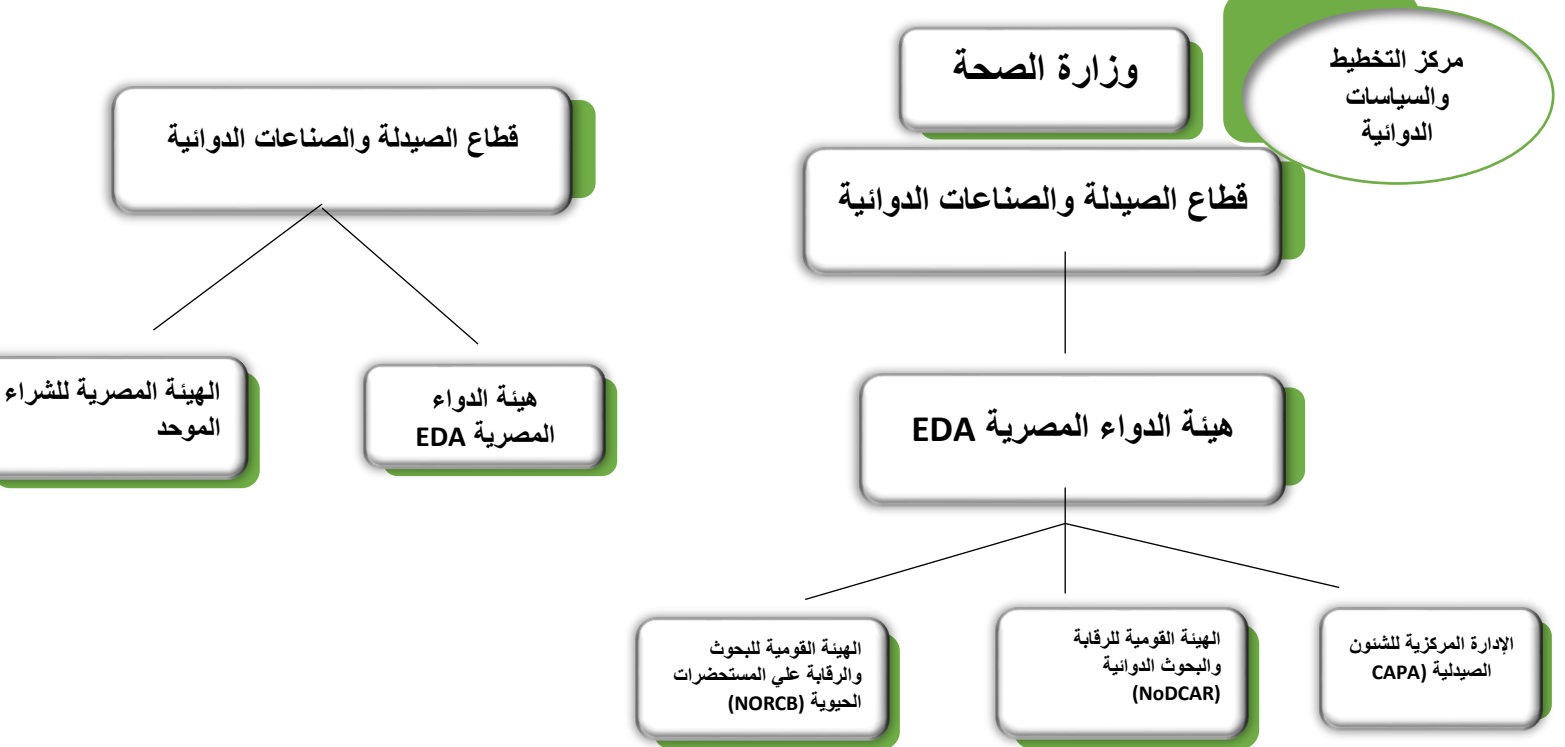 وزارة الصحة
مركز التخطيط
والسياسات
الدوائية
قطاع الصيدلة والصناعات الدوائية
هيئة الدواء المصرية EDA
الإدارة المركزية للشئون
الصيدلية (CAPA
الهيئة القومية للرقابة
والبحوث الدوائية
(NoDCAR)
الهيئة القومية للبحوث
والرقابة علي المستحضرات
الحيوية (NORCB)
قطاع الصيدلة والصناعات الدوائية
هيئة الدواء
المصرية EDA
الهيئة المصرية للشراء
الموحد